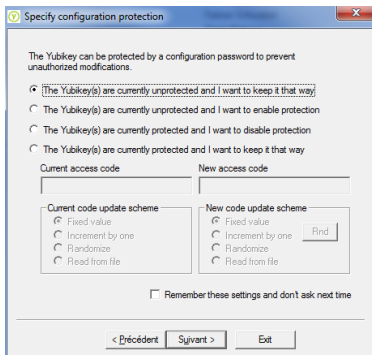 Specify configuration protection
The Yubikey(s) can be protected by a configuration password to prevent
unauthorized modifications.
The Yubikey(s) are currently unprotected and I want to keep it that way
The Yubikey(s) are currently unprotected and I want to enable protection
The Yubikey(s) are currently protected and I want to disable protection
The Yubikey(s) are currently protected and I want to keep it that way
Current access code New access code
Current code update scheme New code update scheme
Fixed value Fixed value
Increment by one Increment by one Rnd
Randomize Randomize
Read from file Read from file
Remember these settings and don't ask next time
< Précédent Suivant > Exit